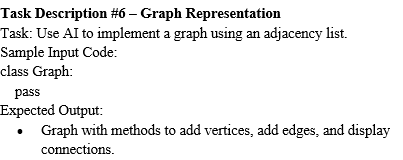 Task Description #6 – Graph Representation
Task: Use AI to implement a graph using an adjacency list.
Sample Input Code:
class Graph:
    pass
Expected Output:
• Graph with methods to add vertices, add edges, and display
connections.